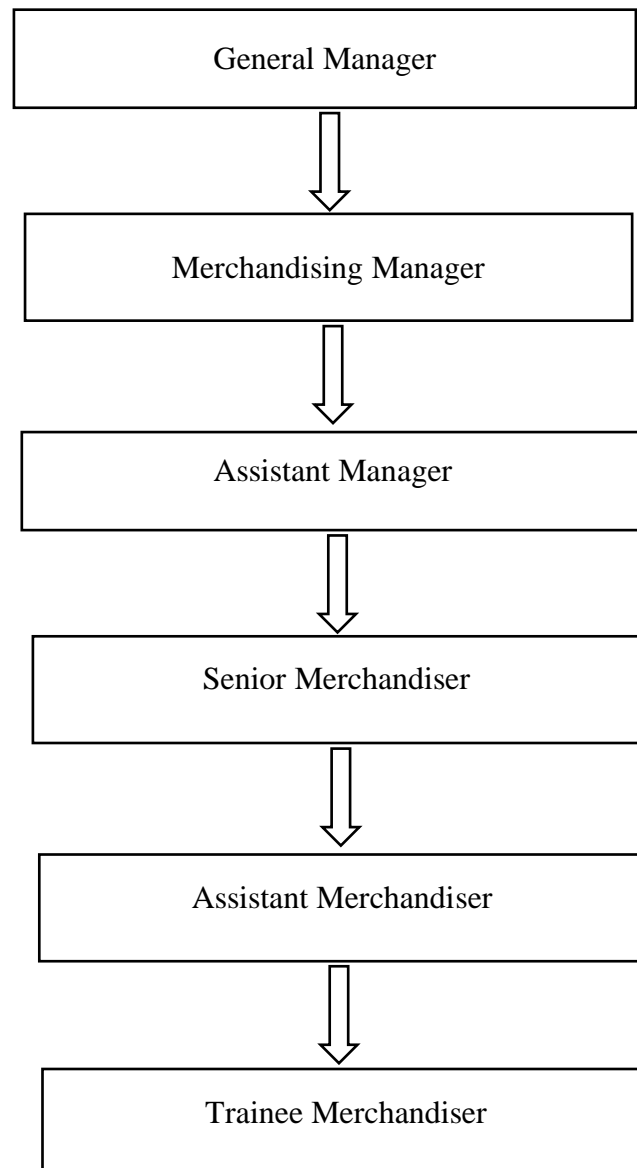 General Manager
Merchandising Manager
Assistant Manager
Senior Merchandiser
Assistant Merchandiser
Trainee Merchandiser